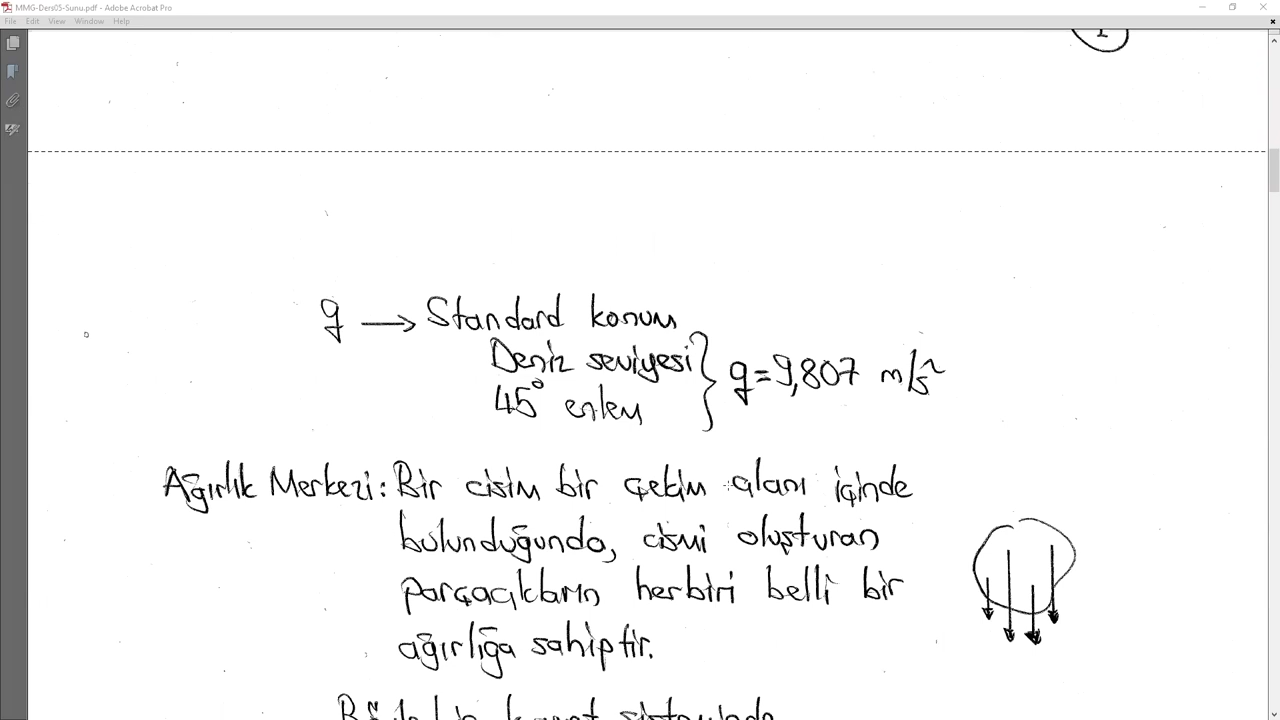 MMG-Ders05-Sunu.pdf - Adobe Acrobat Pro
File Edit View Window Help
g → Standard konum
Deniz seviyesi
45° enlem
g=9,807 m/s²
Ağırlık Merkezi: Bir cisim bir çekim alanı içinde
bulunduğunda, cismi oluşturan
parçacıkların herbiri belli bir
ağırlığa sahiptir.